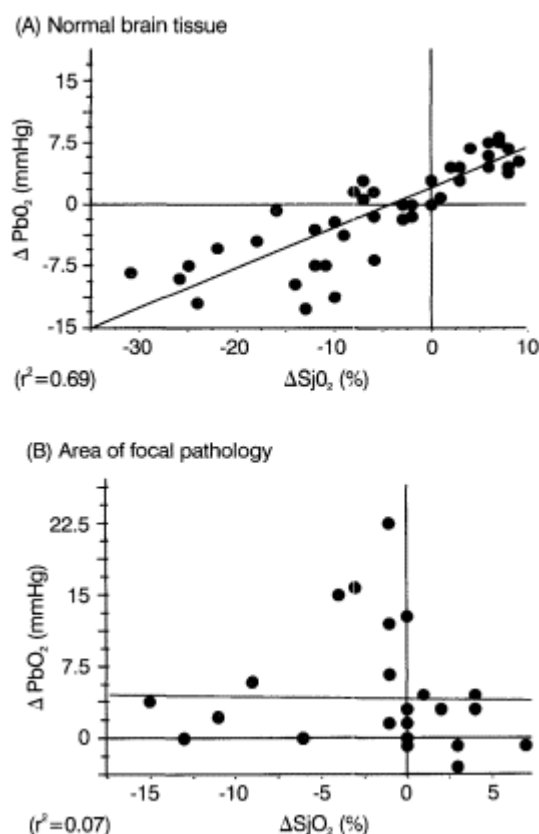 (A) Normal brain tissue
15
7.5
0
-7.5
-15
Δ Pb0₂ (mmHg)
-30 -20 -10 0 10
(r²=0.69) ΔSj0₂ (%)
(B) Area of focal pathology
22.5
15
7.5
0
Δ PbO₂ (mmHg)
-15 -10 -5 0 5
(r²=0.07) ΔSjO₂ (%)